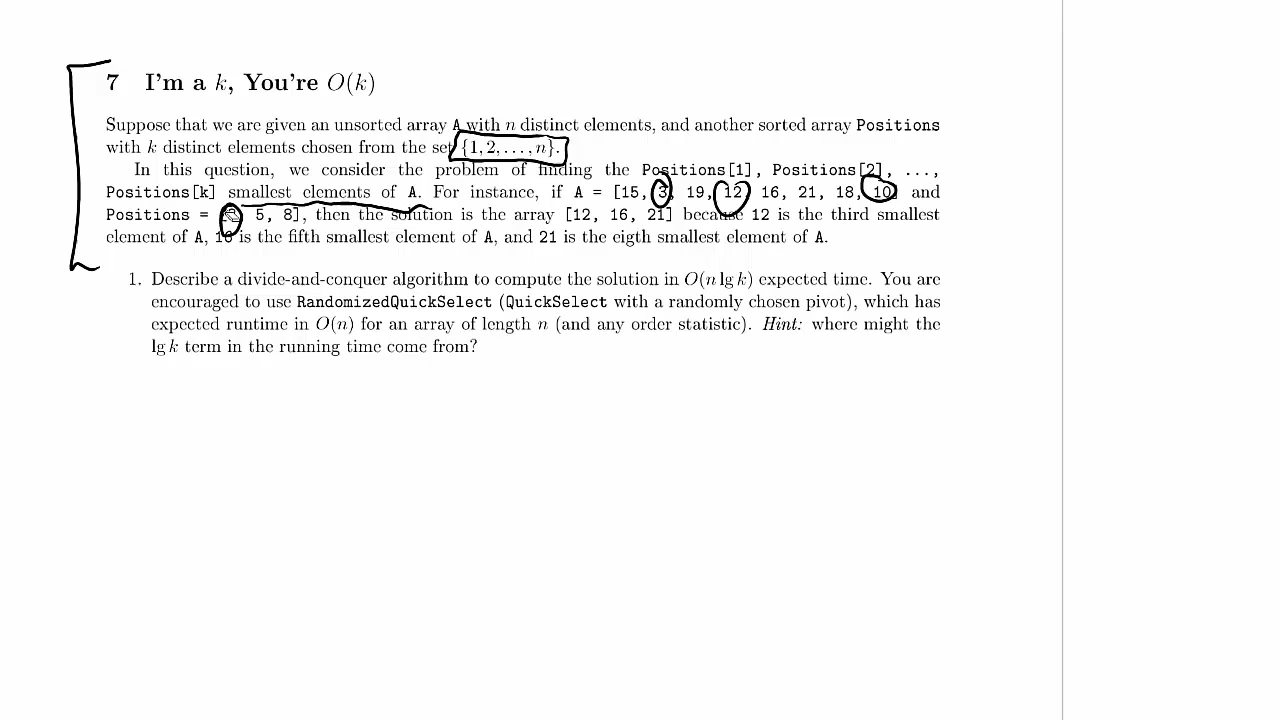 7 I'm a k, You're O(k)
Suppose that we are given an unsorted array A with n distinct elements, and another sorted array Positions
with k distinct elements chosen from the set {1, 2, . . . , n}.
In this question, we consider the problem of finding the Positions[1], Positions[2], ...,
Positions[k] smallest elements of A. For instance, if A = [15, 3, 19, 12, 16, 21, 18, 10] and
Positions = 5, 8], then the solution is the array [12, 16, 21] because 12 is the third smallest
element of A, 16 is the fifth smallest element of A, and 21 is the eigth smallest element of A.
1. Describe a divide-and-conquer algorithm to compute the solution in O(n lg k) expected time. You are
encouraged to use RandomizedQuickSelect (QuickSelect with a randomly chosen pivot), which has
expected runtime in O(n) for an array of length n (and any order statistic). Hint: where might the
lg k term in the running time come from?